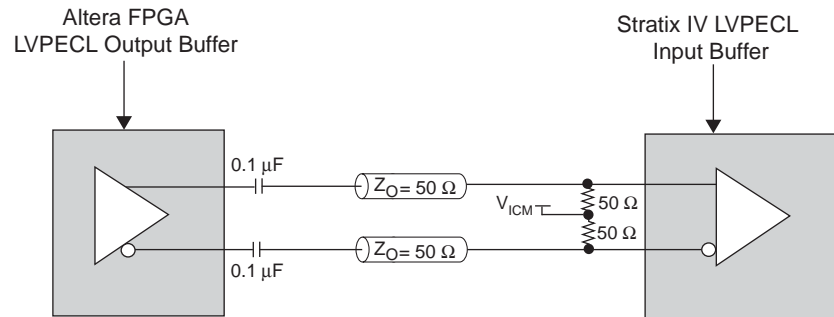 Altera FPGA
LVPECL Output Buffer
Stratix IV LVPECL
Input Buffer
0.1 µF
Z_O = 50 Ω
V_ICM
50 Ω
50 Ω
Z_O = 50 Ω
0.1 µF